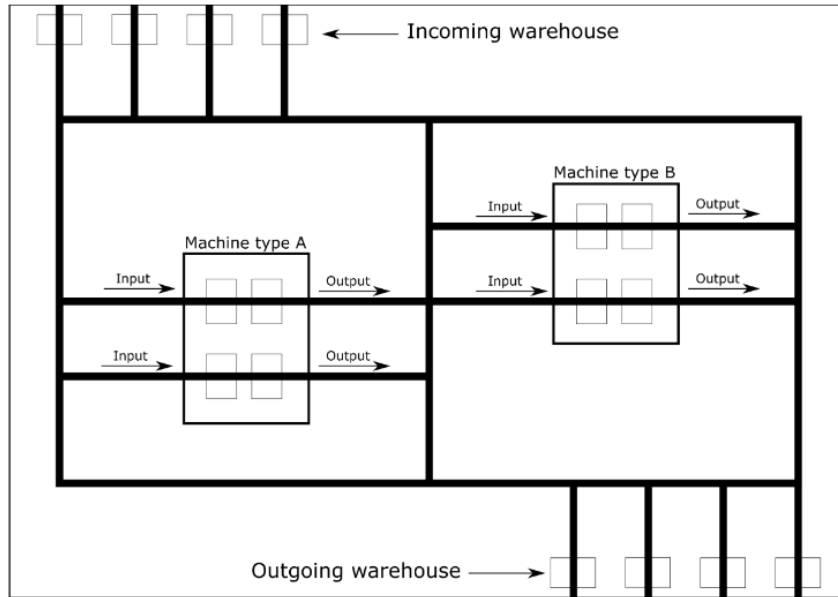 Incoming warehouse
Machine type B
Input
Output
Machine type A
Input
Output
Input
Output
Input
Output
Outgoing warehouse